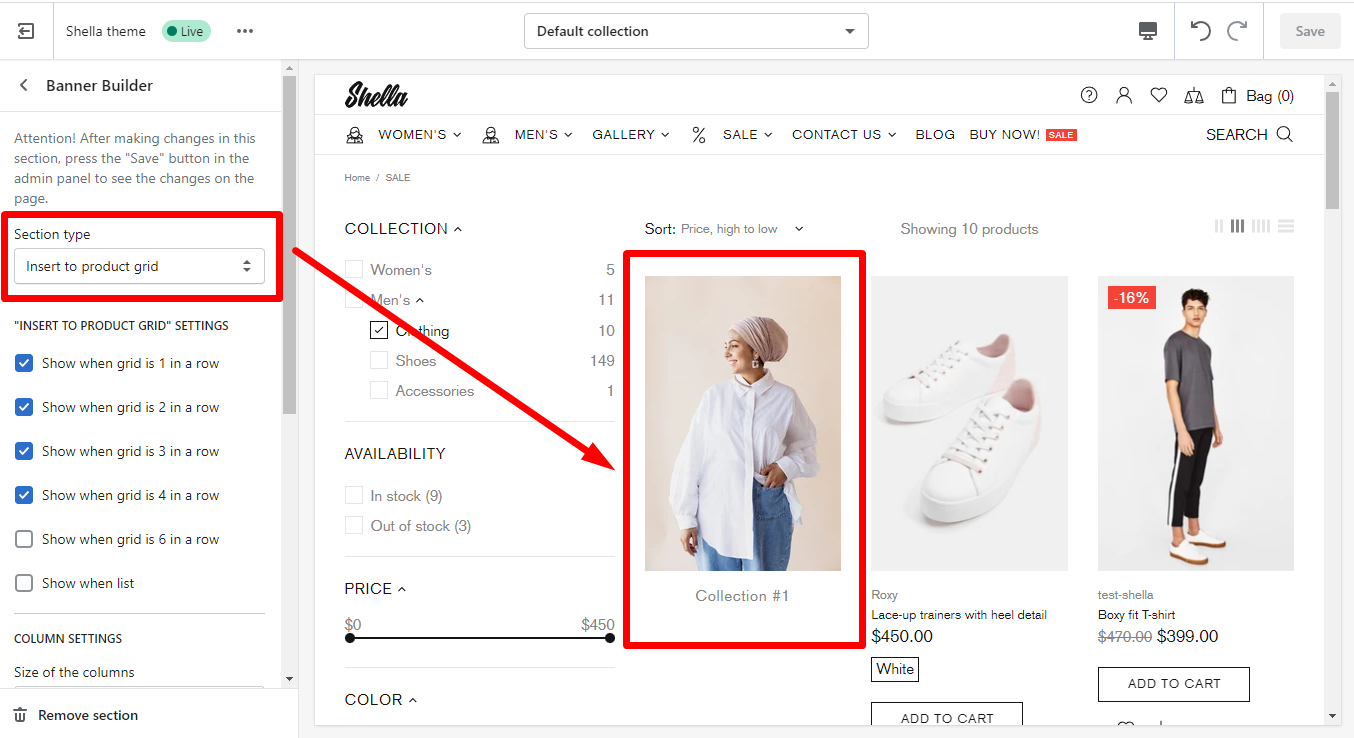 Shella theme
Live
Default collection
Save
Banner Builder
Attention! After making changes in this
section, press the "Save" button in the
admin panel to see the changes on the
page.
Section type
Insert to product grid
"INSERT TO PRODUCT GRID" SETTINGS
Show when grid is 1 in a row
Show when grid is 2 in a row
Show when grid is 3 in a row
Show when grid is 4 in a row
Show when grid is 6 in a row
Show when list
COLUMN SETTINGS
Size of the columns
Remove section
Shella
Bag (0)
WOMEN'S MEN'S GALLERY SALE CONTACT US BLOG BUY NOW! SALE
SEARCH
Home / SALE
COLLECTION
Women's 5
Men's 11
Clothing 10
Shoes 149
Accessories 1
AVAILABILITY
In stock (9)
Out of stock (3)
PRICE
$0 $450
COLOR
Sort: Price, high to low
Showing 10 products
Collection #1
Roxy
Lace-up trainers with heel detail
$450.00
White
ADD TO CART
-16%
test-shella
Boxy fit T-shirt
$470.00 $399.00
ADD TO CART